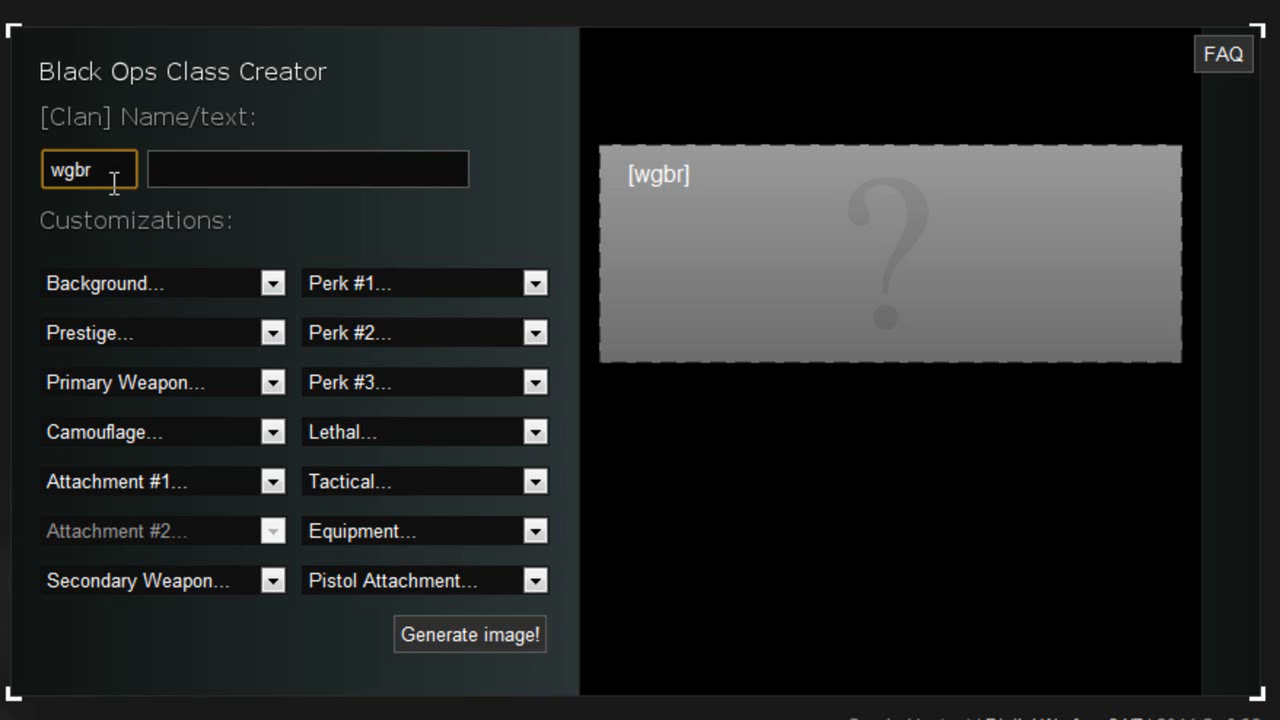 FAQ
Black Ops Class Creator
[Clan] Name/text:
wgbr
[wgbr]
?
Customizations:
Background...
Perk #1...
Prestige...
Perk #2...
Primary Weapon...
Perk #3...
Camouflage...
Lethal...
Attachment #1...
Tactical...
Attachment #2...
Equipment...
Secondary Weapon...
Pistol Attachment...
Generate image!